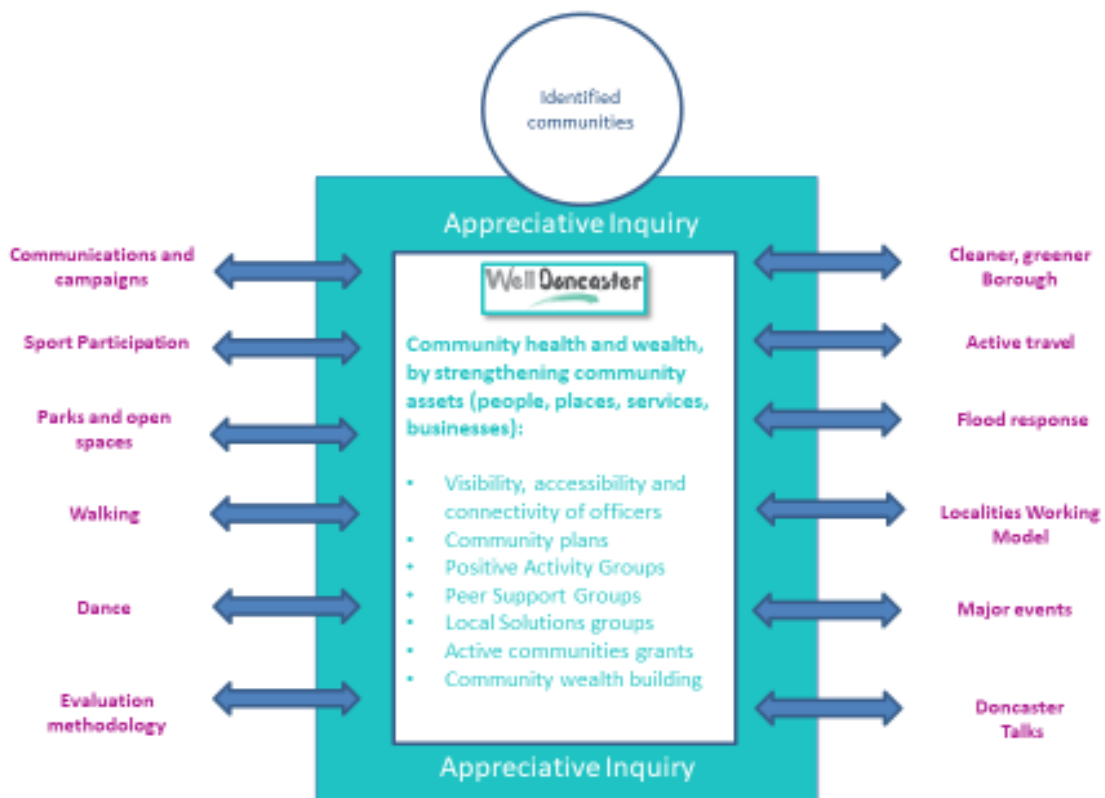 Identified
communities
Appreciative Inquiry
Communications and
campaigns
Sport Participation
Parks and open
spaces
Walking
Dance
Evaluation
methodology
Well Doncaster
Community health and wealth,
by strengthening community
assets (people, places, services,
businesses):
• Visibility, accessibility and
connectivity of officers
• Community plans
• Positive Activity Groups
• Peer Support Groups
• Local Solutions groups
• Active communities grants
• Community wealth building
Cleaner, greener
Borough
Active travel
Flood response
Localities Working
Model
Major events
Doncaster
Talks
Appreciative Inquiry